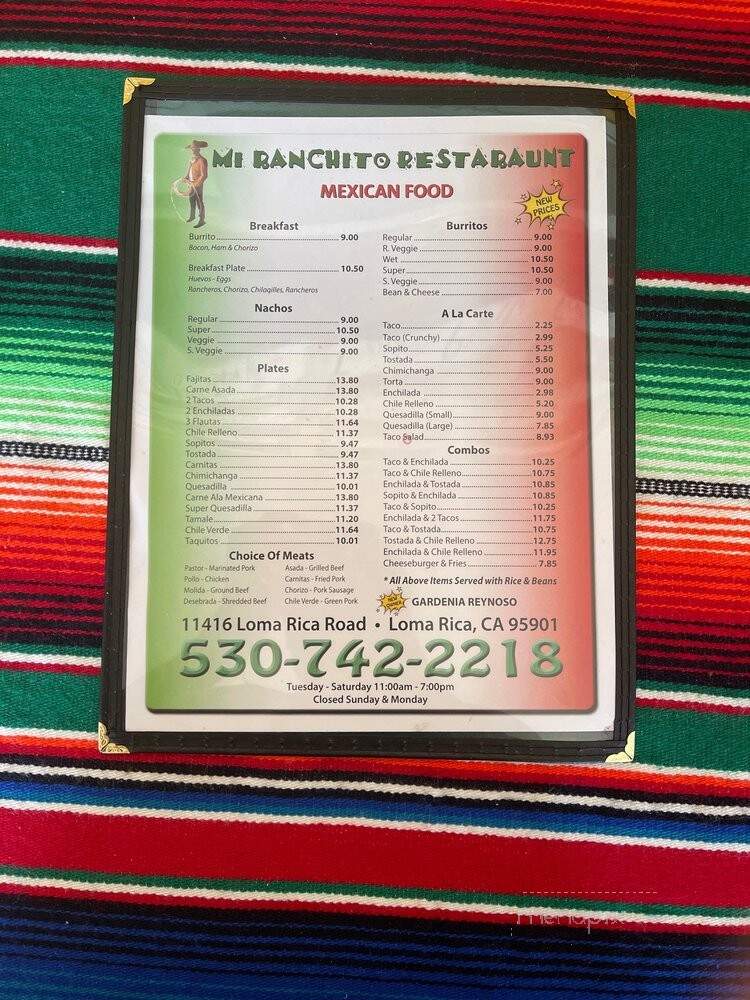 MI RANCHITO RESTARAUNT
MEXICAN FOOD
NEW
PRICES
Breakfast
Burrito 9.00
Bacon, Ham & Chorizo
Breakfast Plate 10.50
Huevos - Eggs
Rancheros, Chorizo, Chilaqilles, Rancheros
Nachos
Regular 9.00
Super 10.50
Veggie 9.00
S. Veggie 9.00
Plates
Fajitas 13.80
Carne Asada 13.80
2 Tacos 10.28
2 Enchiladas 10.28
3 Flautas 11.64
Chile Relleno 11.37
Sopitos 9.47
Tostada 9.47
Carnitas 13.80
Chimichanga 11.37
Quesadilla 10.01
Carne Ala Mexicana 13.80
Super Quesadilla 11.37
Tamale 11.20
Chile Verde 11.64
Taquitos 10.01
Choice Of Meats
Pastor - Marinated Pork
Pollo - Chicken
Molida - Ground Beef
Desebrada - Shredded Beef
Asada - Grilled Beef
Carnitas - Fried Pork
Chorizo - Pork Sausage
Chile Verde - Green Pork
Burritos
Regular 9.00
R. Veggie 9.00
Wet 10.50
Super 10.50
S. Veggie 9.00
Bean & Cheese 7.00
A La Carte
Taco 2.25
Taco (Crunchy) 2.99
Sopito 5.25
Tostada 5.50
Chimichanga 9.00
Torta 9.00
Enchilada 2.98
Chile Relleno 5.20
Quesadilla (Small) 9.00
Quesadilla (Large) 7.85
Taco Salad 8.93
Combos
Taco & Enchilada 10.25
Taco & Chile Relleno 10.75
Enchilada & Tostada 10.85
Sopito & Enchilada 10.85
Taco & Sopito 10.25
Enchilada & 2 Tacos 11.75
Taco & Tostada 10.75
Tostada & Chile Relleno 12.75
Enchilada & Chile Relleno 11.95
Cheeseburger & Fries 7.85
* All Above Items Served with Rice & Beans
GARDENIA REYNOSO
11416 Loma Rica Road • Loma Rica, CA 95901
530-742-2218
Tuesday - Saturday 11:00am - 7:00pm
Closed Sunday & Monday